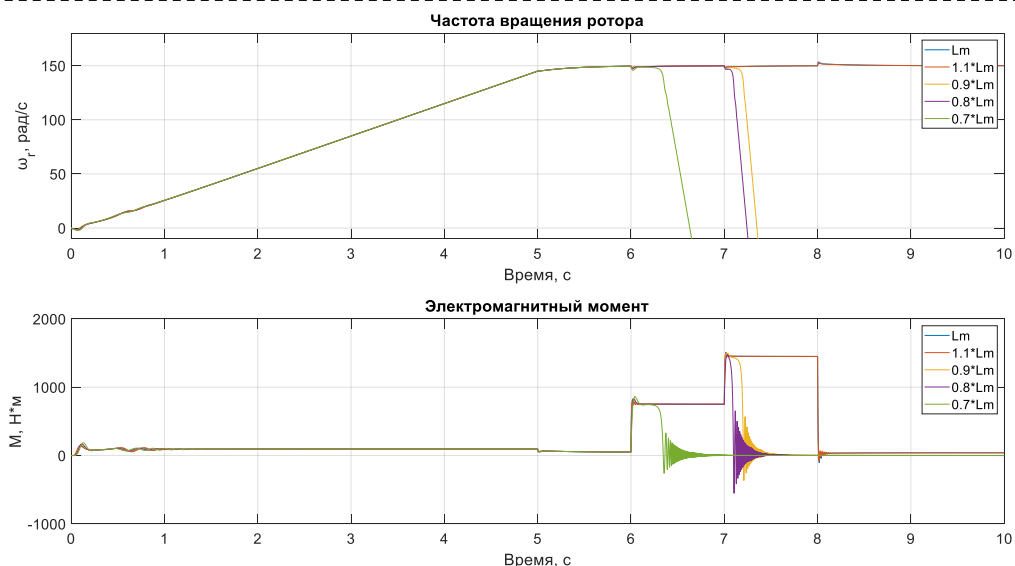 Частота вращения ротора
ωr, рад/с
150
100
50
0
0 1 2 3 4 5 6 7 8 9 10
Время, с
Lm
1.1*Lm
0.9*Lm
0.8*Lm
0.7*Lm
Электромагнитный момент
М, Н*м
2000
1000
0
-1000
0 1 2 3 4 5 6 7 8 9 10
Время, с
Lm
1.1*Lm
0.9*Lm
0.8*Lm
0.7*Lm